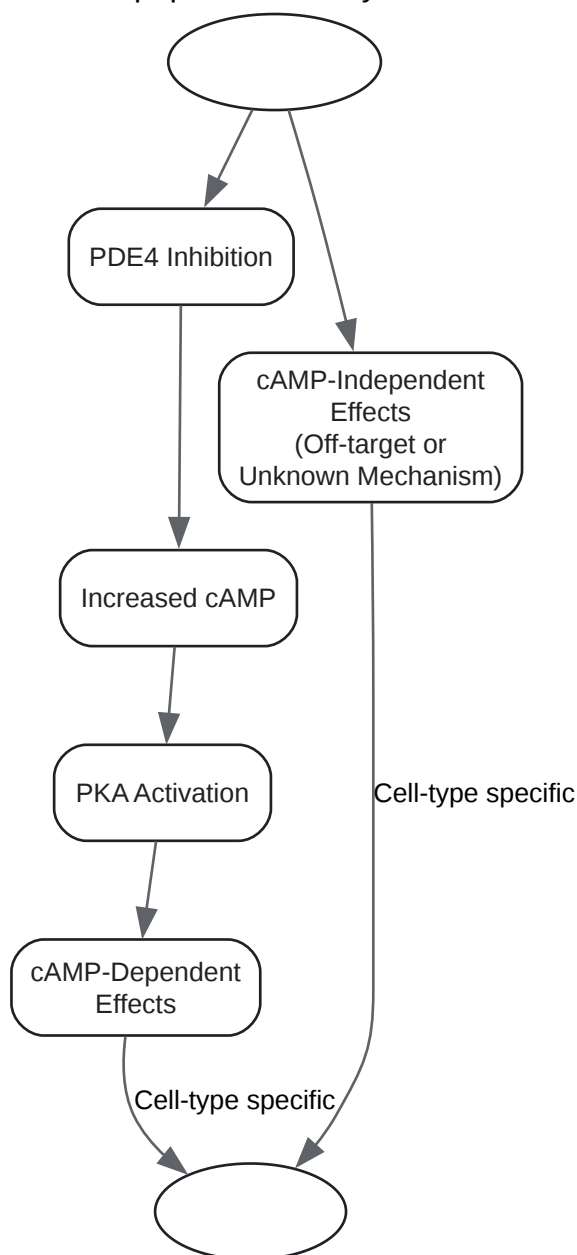 PDE4 Inhibition
cAMP-Independent
Effects
(Off-target or
Unknown Mechanism)
Increased cAMP
PKA Activation
Cell-type specific
cAMP-Dependent
Effects
Cell-type specific